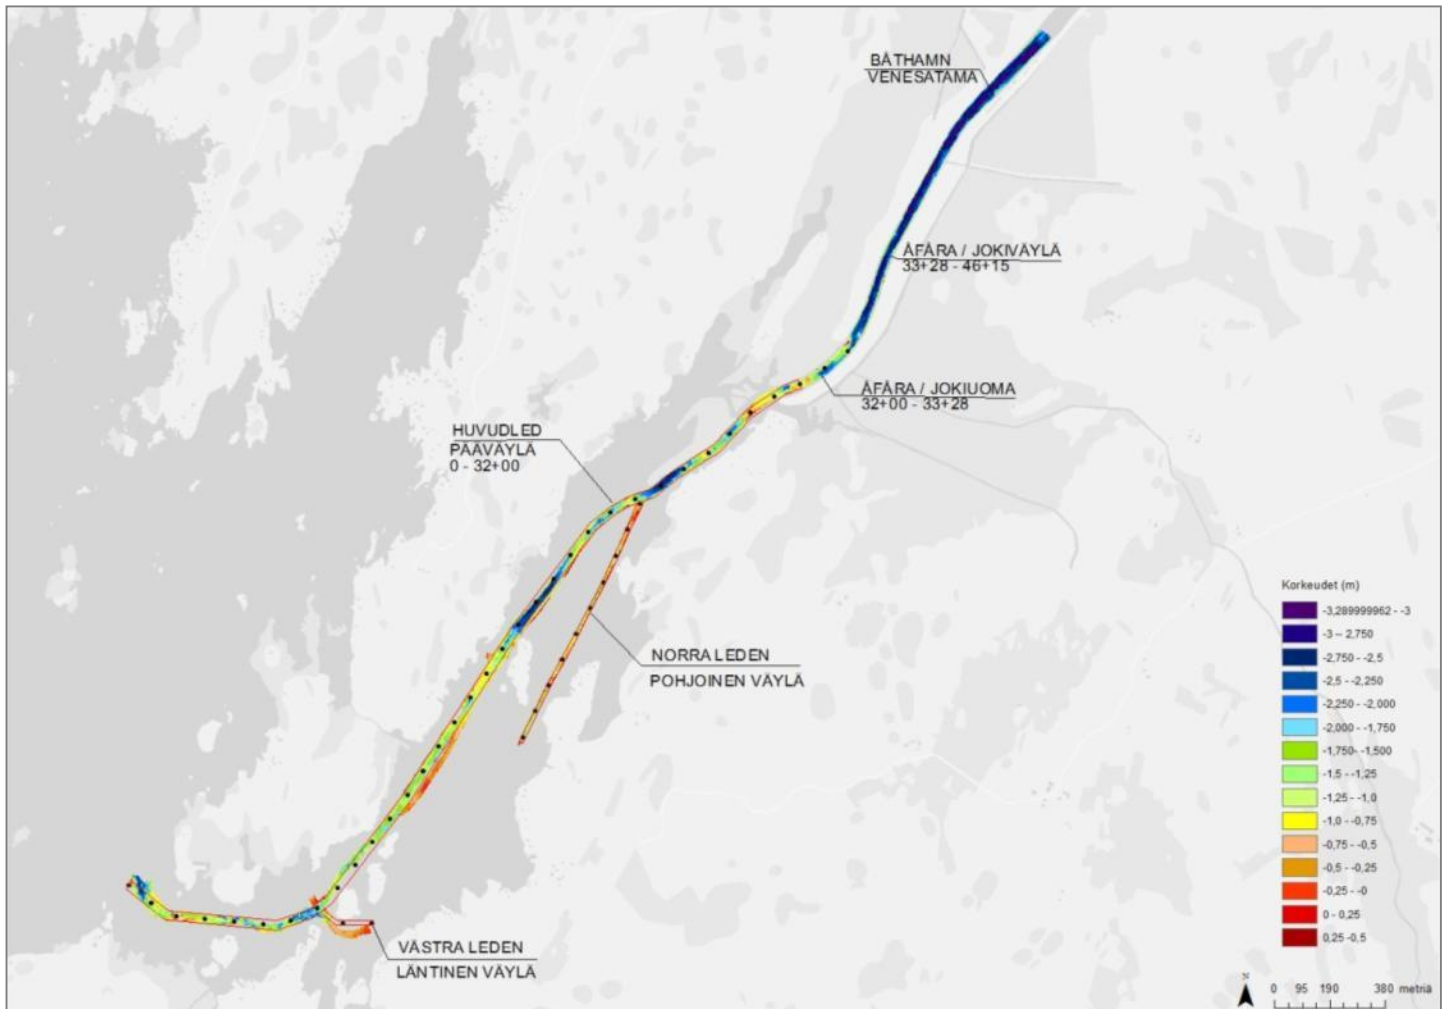 BÅTHAMN
VENESATAMA
ÅFÅRA / JOKIVÄYLÄ
33+28 - 46+15
ÅFÅRA / JOKIUOMA
32+00 - 33+28
HUVUDLED
PÄÄVÄYLÄ
0 - 32+00
NORRA LEDEN
POHJOINEN VÄYLÄ
VÄSTRA LEDEN
LÄNTINEN VÄYLÄ
Korkeudet (m)
-3,289999962 - -3
-3 -- 2,750
-2,750 - -2,5
-2,5 - -2,250
-2,250 - -2,000
-2,000 - -1,750
-1,750- -1,500
-1,5 - -1,25
-1,25 - -1,0
-1,0 - -0,75
-0,75 - -0,5
-0,5 - -0,25
-0,25 - -0
0 - 0,25
0,25 -0,5
N
0 95 190 380 metriä